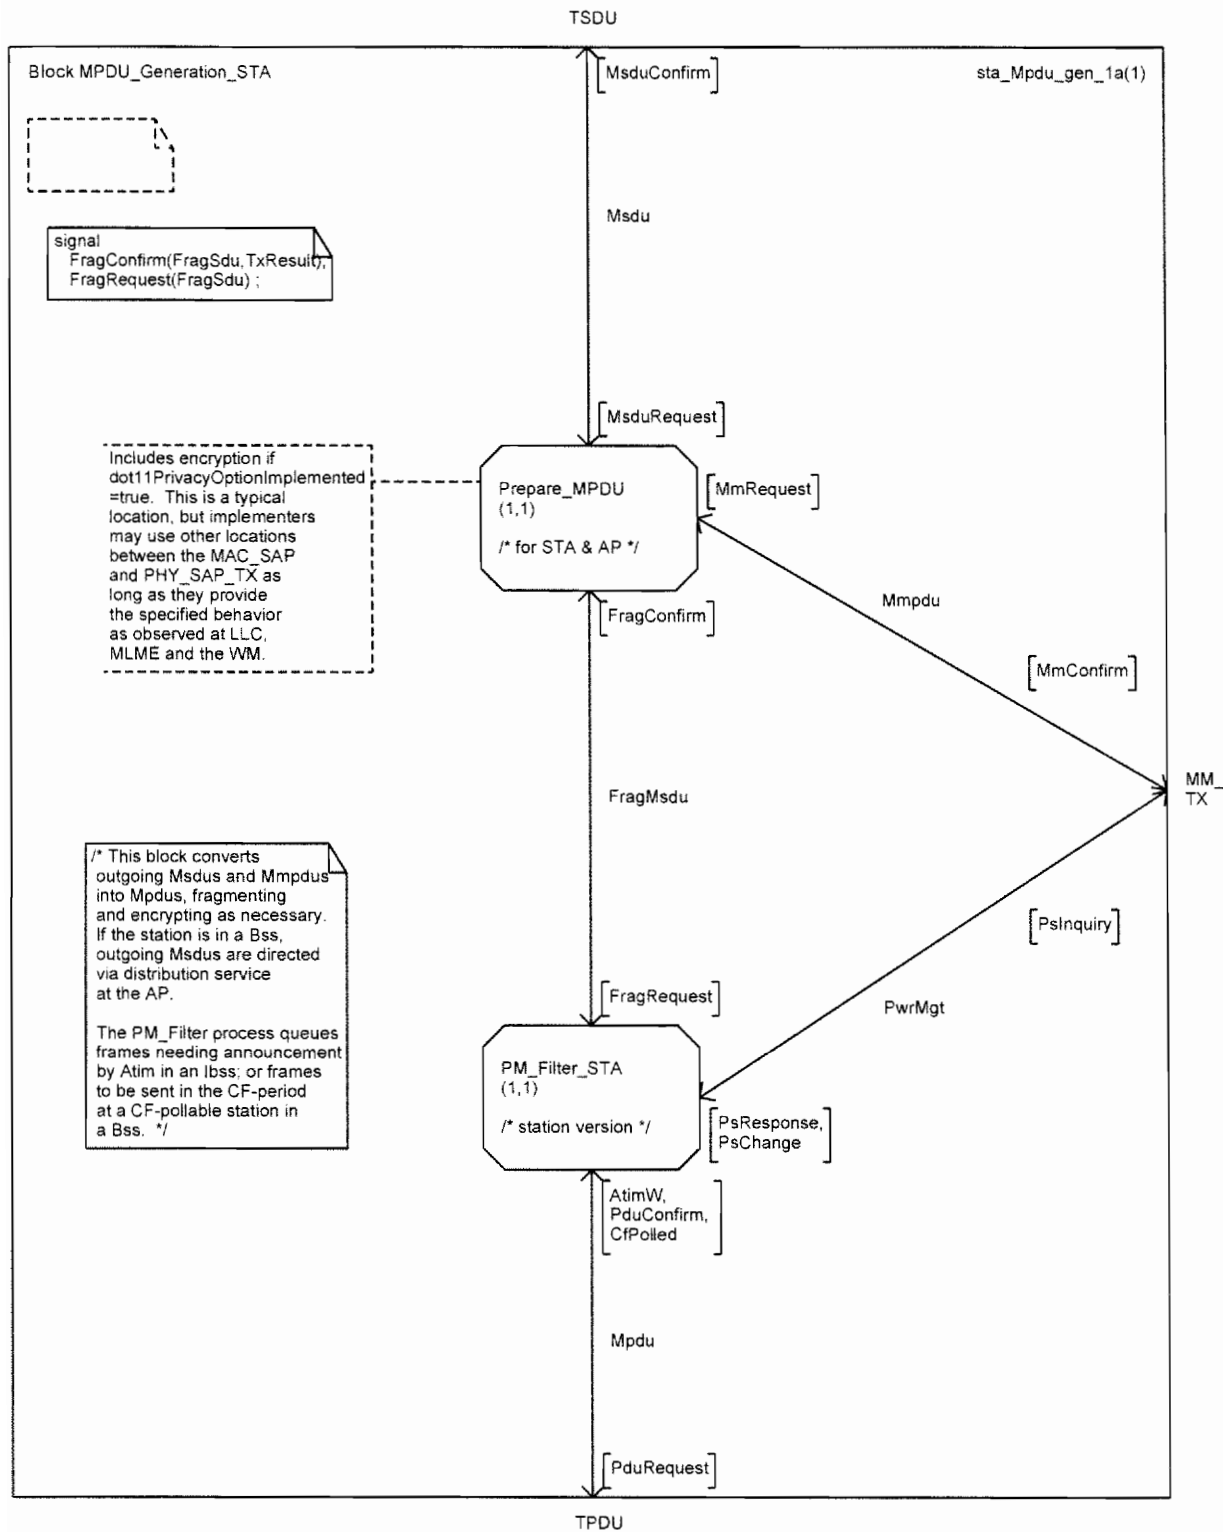 TSDU
Block MPDU_Generation_STA
sta_Mpdu_gen_1a(1)
[MsduConfirm]
signal
FragConfirm(FragSdu,TxResult),
FragRequest(FragSdu) ;
Msdu
[MsduRequest]
Includes encryption if
dot11PrivacyOptionImplemented
=true. This is a typical
location, but implementers
may use other locations
between the MAC_SAP
and PHY_SAP_TX as
long as they provide
the specified behavior
as observed at LLC,
MLME and the WM.
Prepare_MPDU
(1,1)
/* for STA & AP */
[MmRequest]
[FragConfirm]
Mmpdu
[MmConfirm]
MM_
TX
FragMsdu
/* This block converts
outgoing Msdus and Mmpdus
into Mpdus, fragmenting
and encrypting as necessary.
If the station is in a Bss,
outgoing Msdus are directed
via distribution service
at the AP.
The PM_Filter process queues
frames needing announcement
by Atim in an Ibss; or frames
to be sent in the CF-period
at a CF-pollable station in
a Bss. */
[PsInquiry]
PwrMgt
[FragRequest]
PM_Filter_STA
(1,1)
/* station version */
[PsResponse,
PsChange]
[AtimW,
PduConfirm,
CfPolled]
Mpdu
[PduRequest]
TPDU